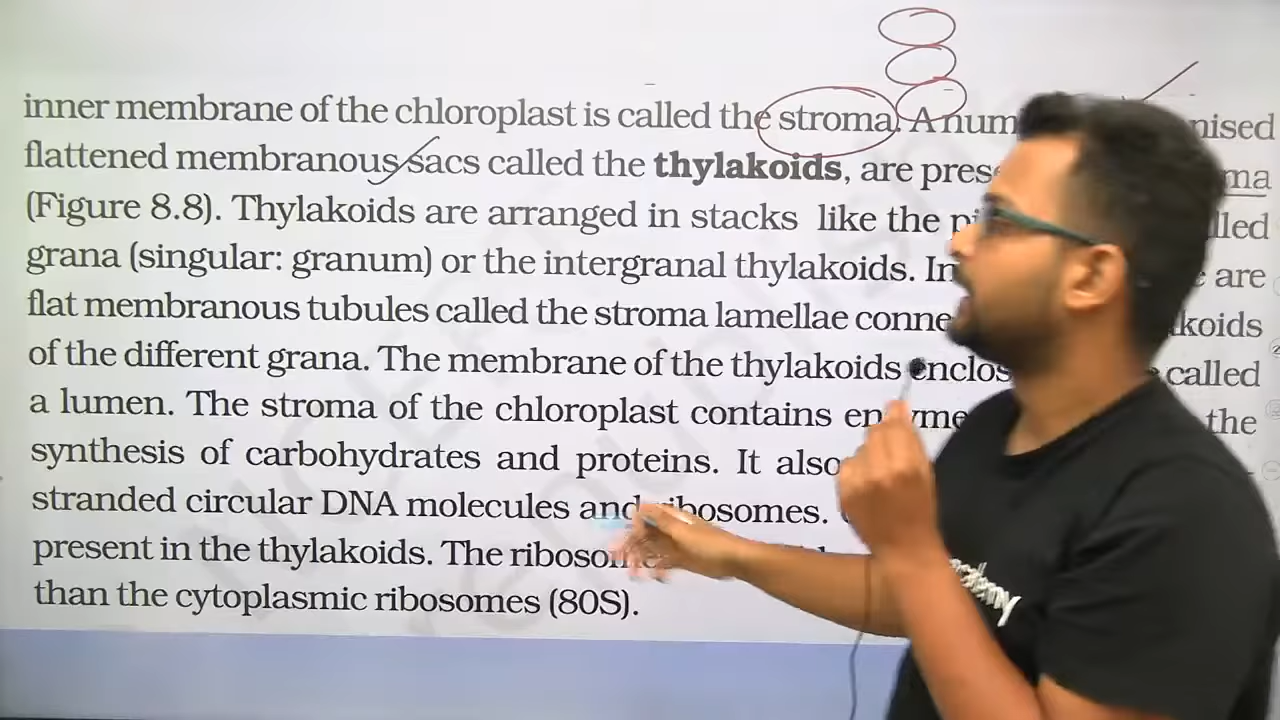 inner membrane of the chloroplast is called the stroma. A num nised
flattened membranous sacs called the thylakoids, are pres ma
(Figure 8.8). Thylakoids are arranged in stacks like the pi lled
grana (singular: granum) or the intergranal thylakoids. In are
flat membranous tubules called the stroma lamellae conne koids
of the different grana. The membrane of the thylakoids enclos called
a lumen. The stroma of the chloroplast contains enzyme the
synthesis of carbohydrates and proteins. It also
stranded circular DNA molecules and ribosomes.
present in the thylakoids. The ribosome
than the cytoplasmic ribosomes (80S).